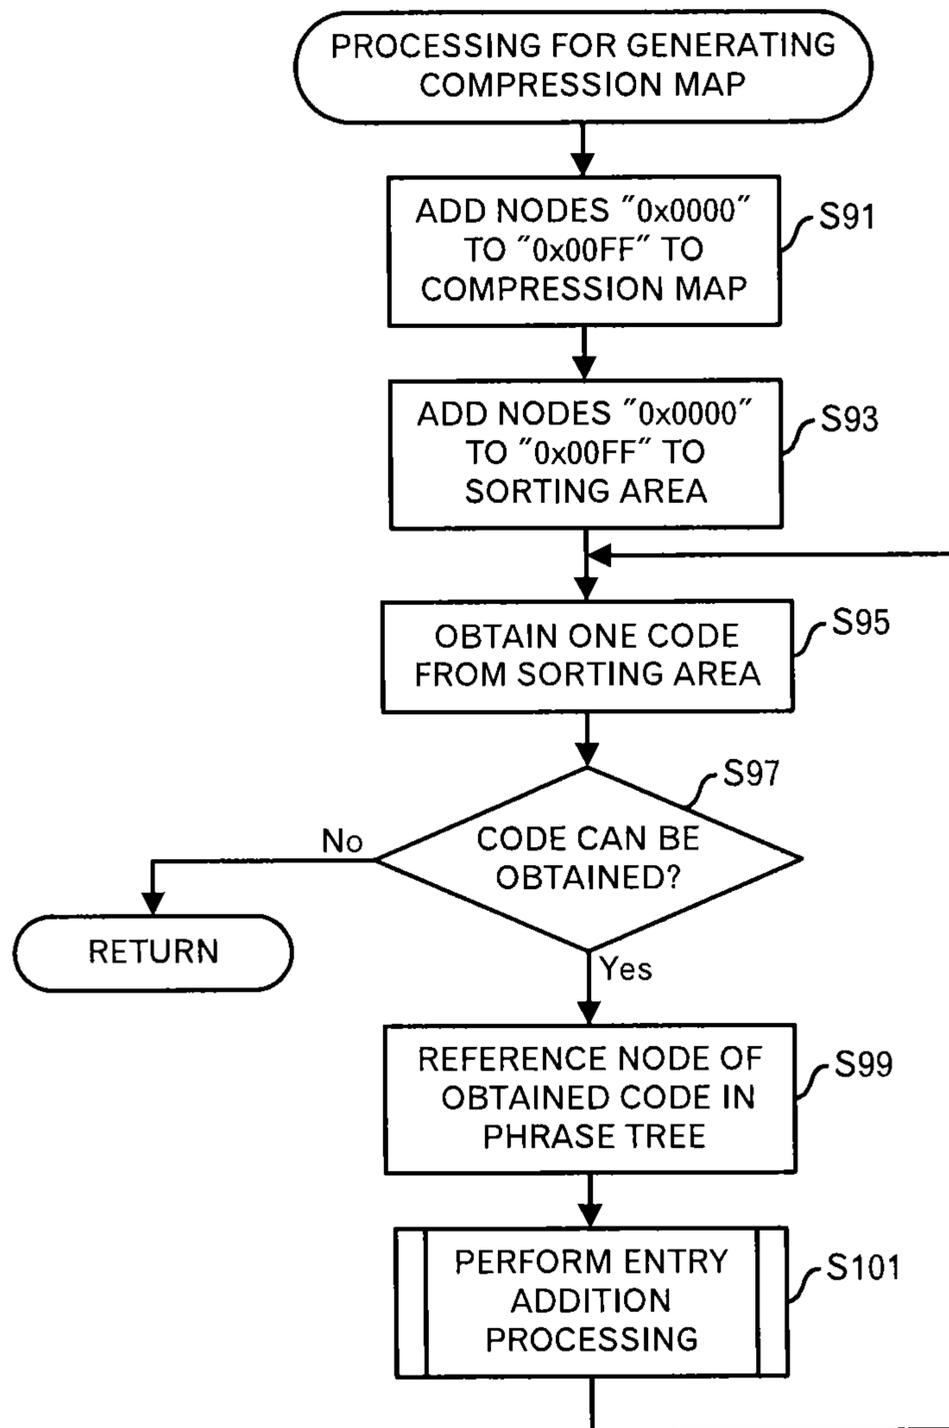 PROCESSING FOR GENERATING
COMPRESSION MAP
ADD NODES "0x0000"
TO "0x00FF" TO
COMPRESSION MAP
S91
ADD NODES "0x0000"
TO "0x00FF" TO
SORTING AREA
S93
OBTAIN ONE CODE
FROM SORTING AREA
S95
S97
CODE CAN BE
OBTAINED?
No
RETURN
Yes
REFERENCE NODE OF
OBTAINED CODE IN
PHRASE TREE
S99
PERFORM ENTRY
ADDITION
PROCESSING
S101